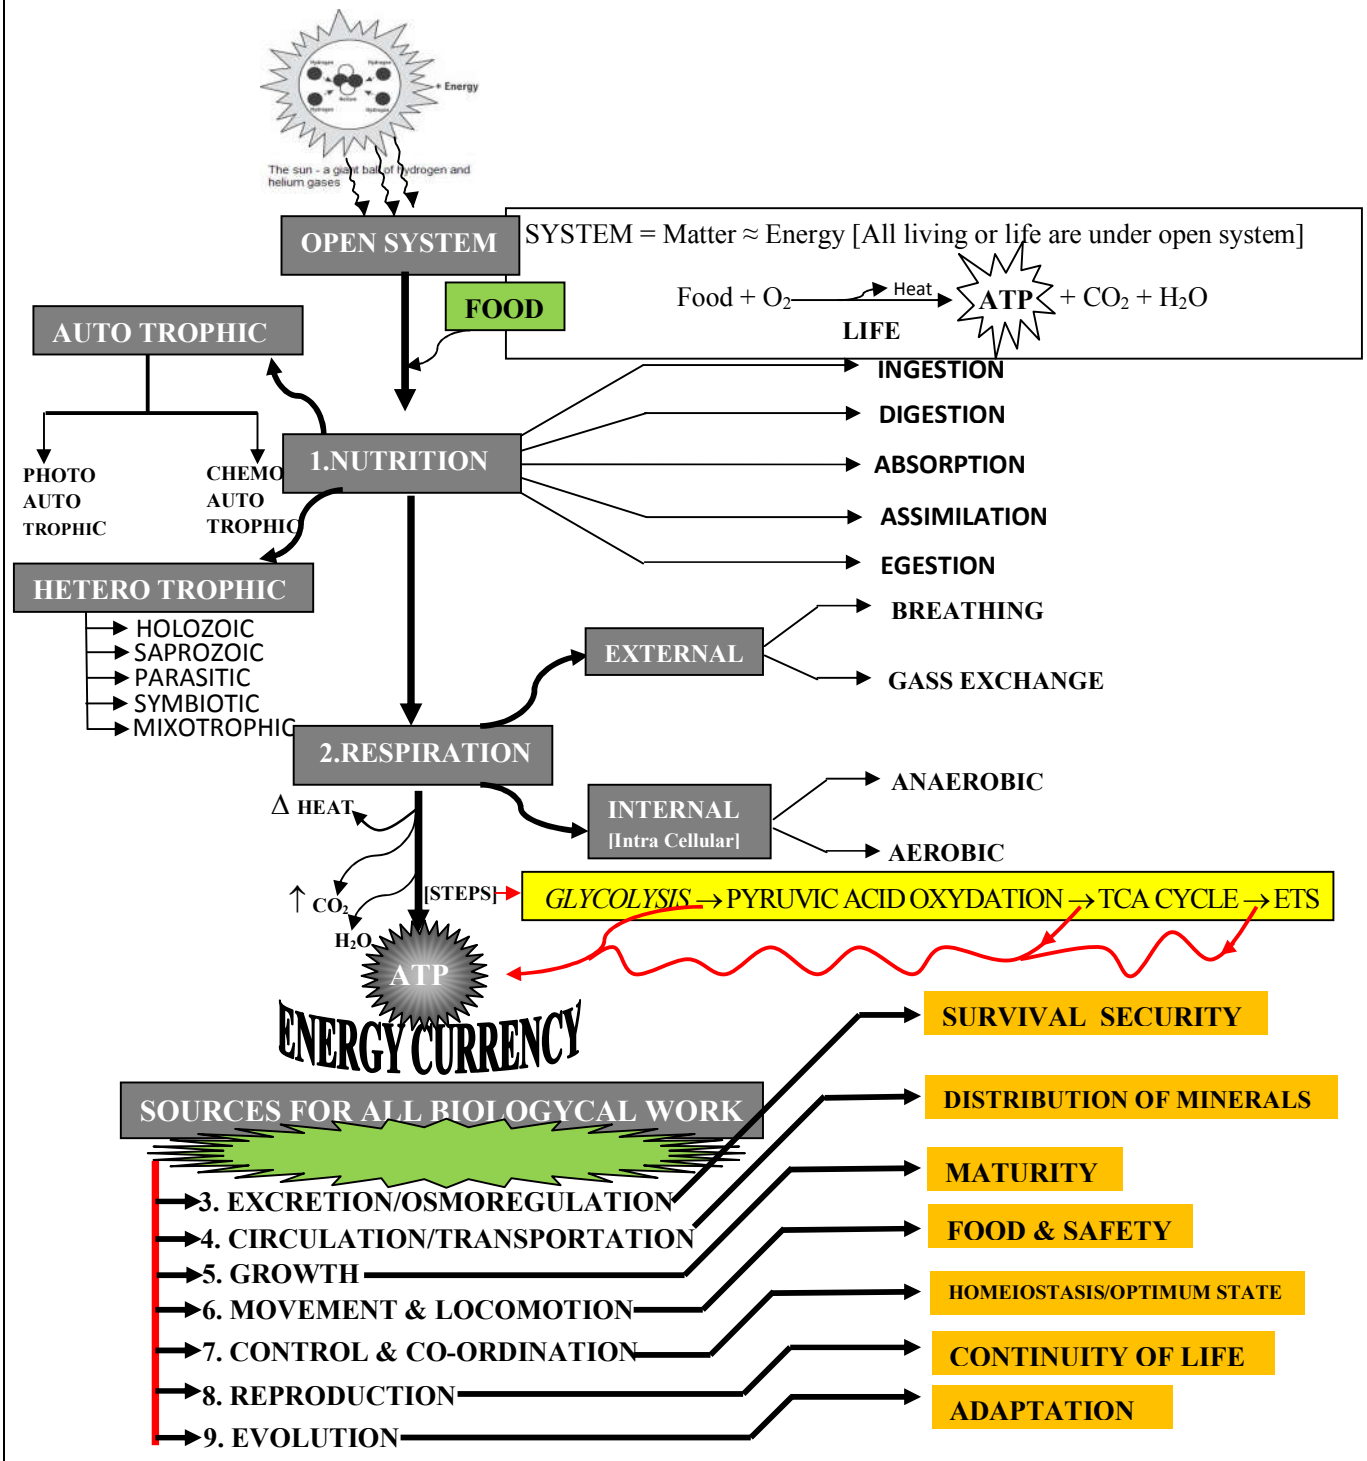 Hydrogen
Hydrogen
+ Energy
Helium
Hydrogen
Hydrogen
The sun - a giant ball of hydrogen and
helium gases
OPEN SYSTEM
SYSTEM = Matter ≈ Energy [All living or life are under open system]
Food + O₂ Heat ATP + CO₂ + H₂O
LIFE
FOOD
AUTO TROPHIC
PHOTO
AUTO
TROPHIC
CHEMO
AUTO
TROPHIC
1.NUTRITION
INGESTION
DIGESTION
ABSORPTION
ASSIMILATION
EGESTION
HETERO TROPHIC
HOLOZOIC
SAPROZOIC
PARASITIC
SYMBIOTIC
MIXOTROPHIC
EXTERNAL
BREATHING
GASS EXCHANGE
2.RESPIRATION
INTERNAL
[Intra Cellular]
ANAEROBIC
AEROBIC
Δ HEAT
↑ CO₂
H₂O
[STEPS]
GLYCOLYSIS → PYRUVIC ACID OXYDATION → TCA CYCLE → ETS
ATP
ENERGY CURRENCY
SOURCES FOR ALL BIOLOGYCAL WORK
3. EXCRETION/OSMOREGULATION
4. CIRCULATION/TRANSPORTATION
5. GROWTH
6. MOVEMENT & LOCOMOTION
7. CONTROL & CO-ORDINATION
8. REPRODUCTION
9. EVOLUTION
SURVIVAL SECURITY
DISTRIBUTION OF MINERALS
MATURITY
FOOD & SAFETY
HOMEIOSTASIS/OPTIMUM STATE
CONTINUITY OF LIFE
ADAPTATION